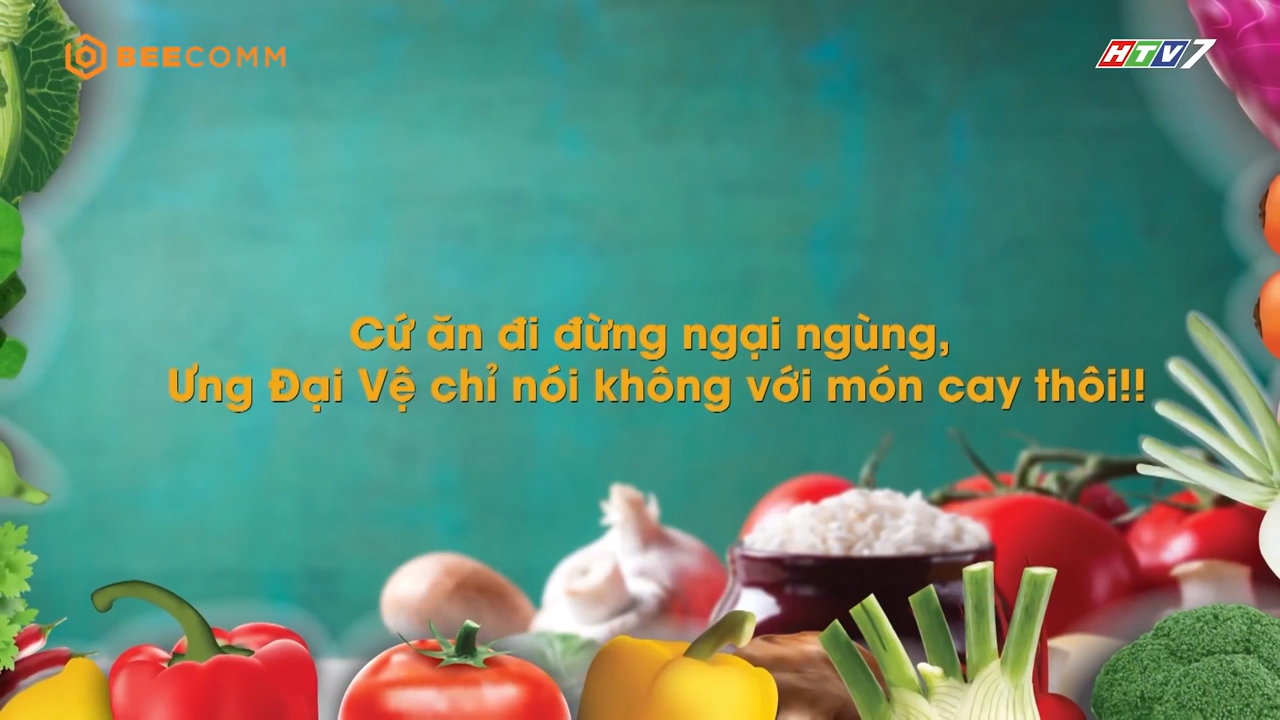 BEECOMM
HTV7
Cứ ăn đi đừng ngại ngùng,
Ưng Đại Vệ chỉ nói không với món cay thôi!!